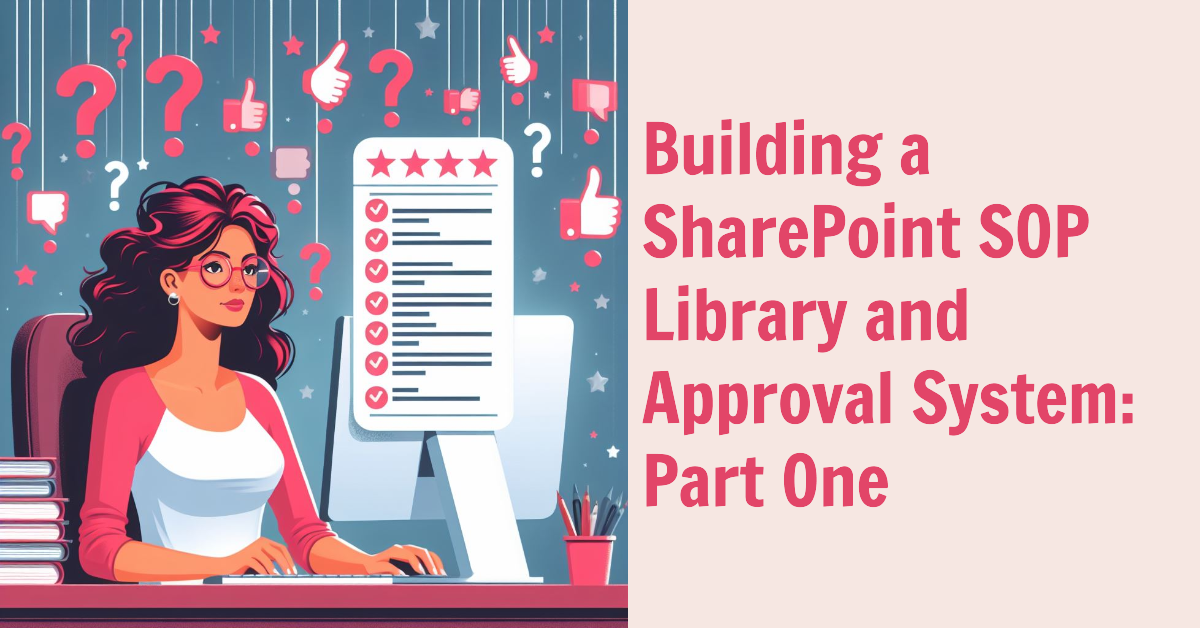 Building a
SharePoint SOP
Library and
Approval System:
Part One